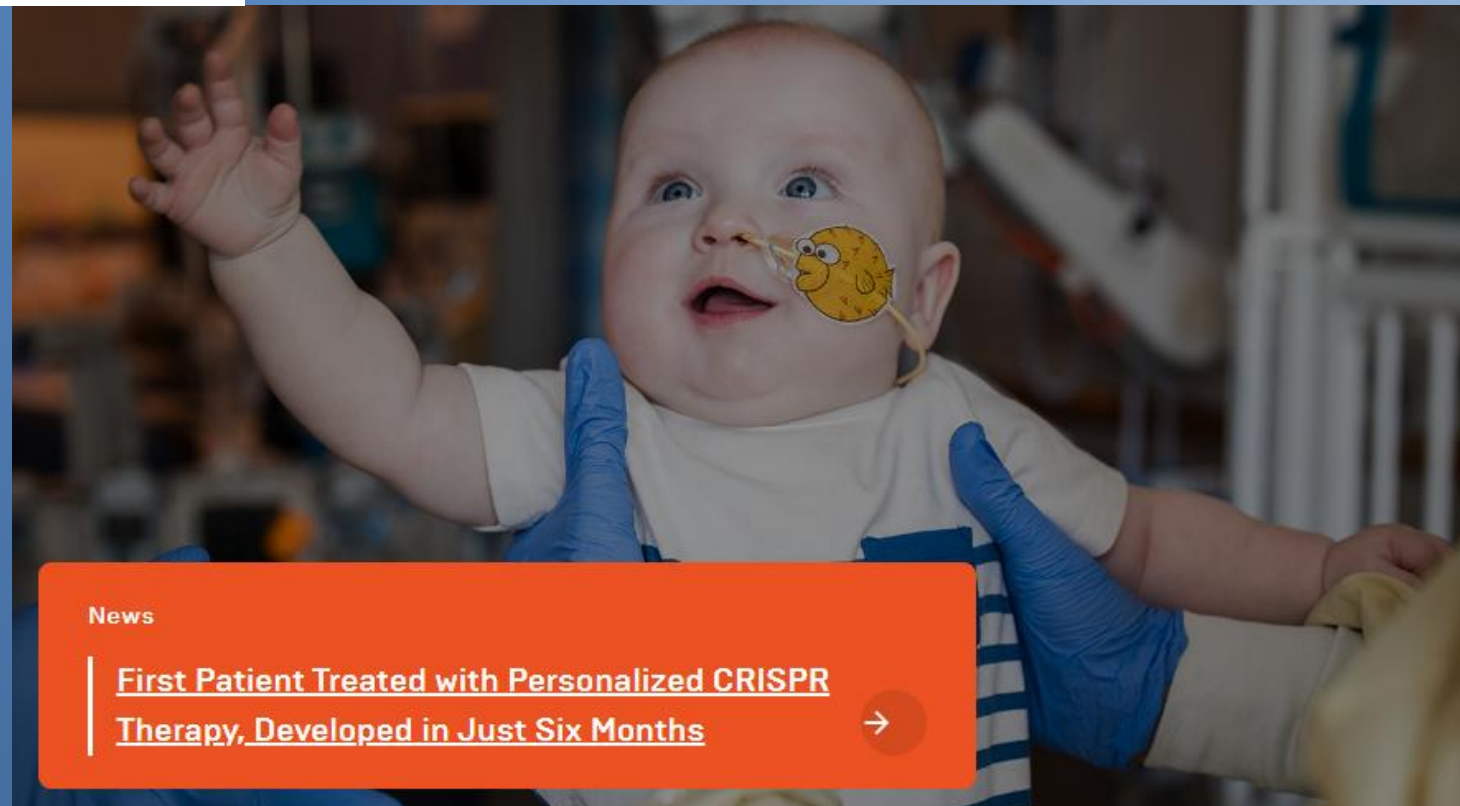 News
First Patient Treated with Personalized CRISPR
Therapy, Developed in Just Six Months